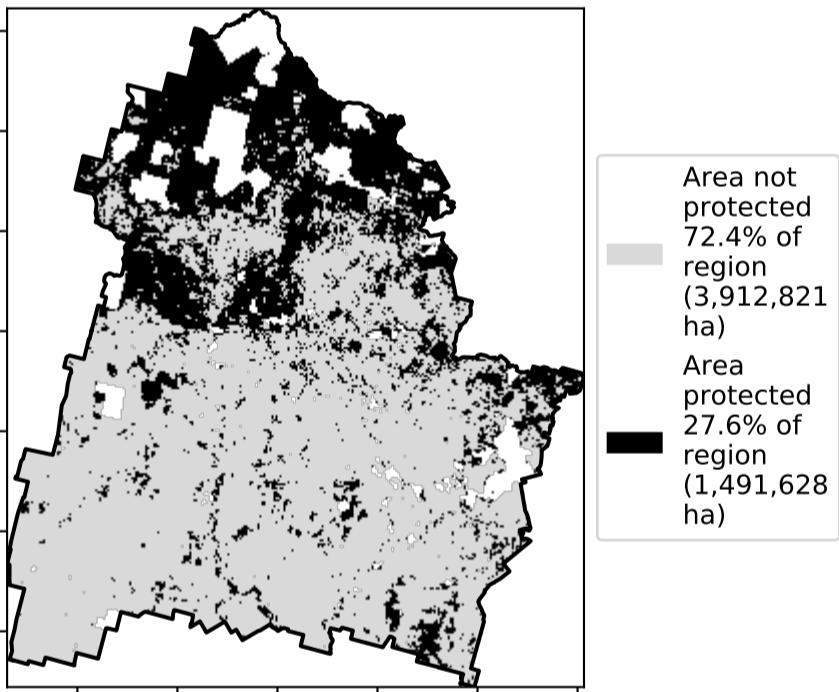 Area not
protected
72.4% of
region
(3,912,821
ha)
Area
protected
27.6% of
region
(1,491,628
ha)